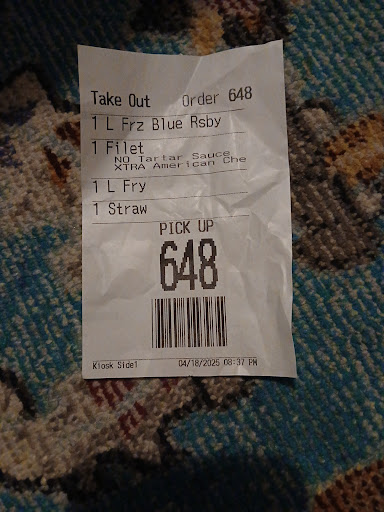 Take Out Order 648
1 L Frz Blue Rsby
1 Filet
NO Tartar Sauce
XTRA American Che
1 L Fry
1 Straw
PICK UP
648
Kiosk Side1 04/18/2025 08:37 PM